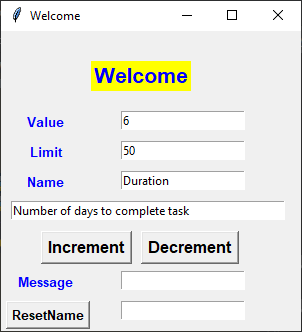 Welcome
Welcome
Value 6
Limit 50
Name Duration
Number of days to complete task
Increment Decrement
Message
ResetName